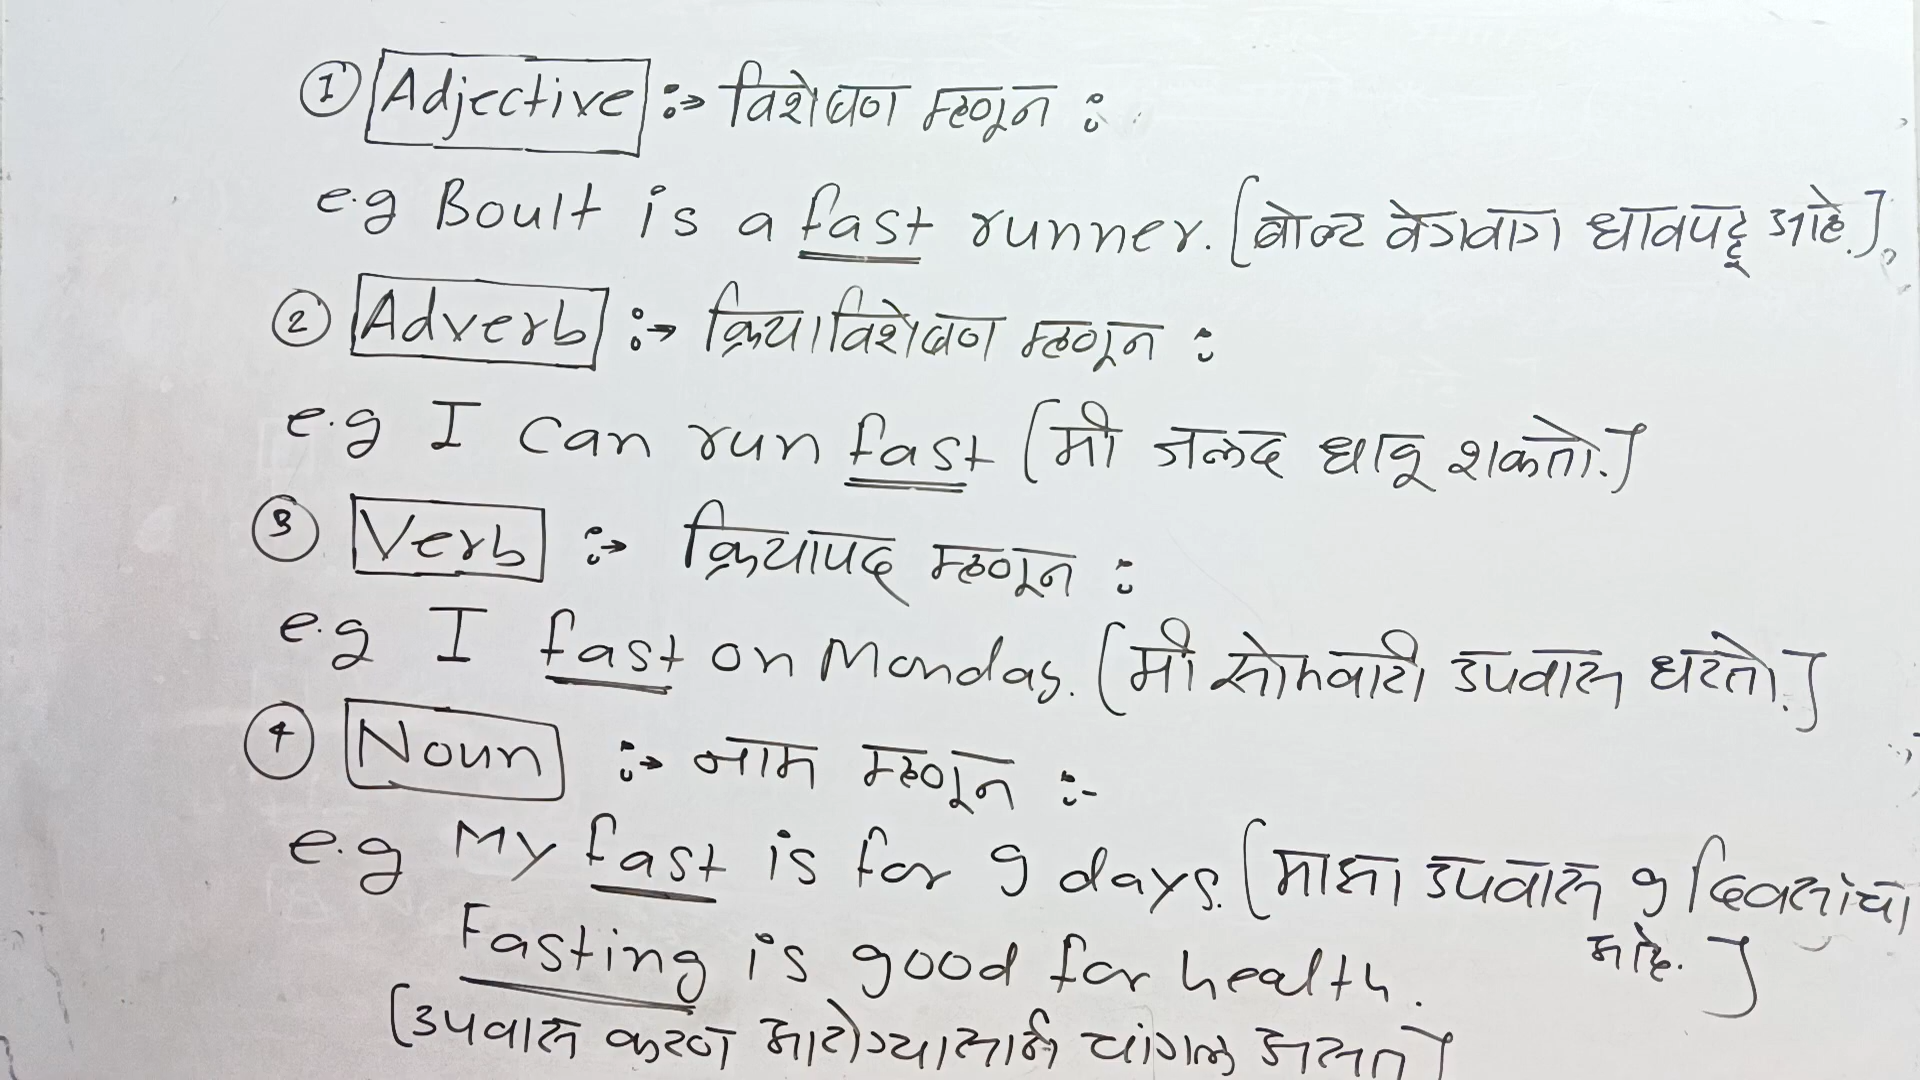 ① Adjective :→ विशेषण म्हणून :
e.g Boult is a fast runner. [बोल्ट वेगवाग धावपट्टू आहे.]
② Adverb :→ क्रियाविशेषण म्हणून :
e.g I can run fast [मी जलद धावू शकतो.]
③ Verb :→ क्रियापद म्हणून :
e.g I fast on Monday. [मी सोमवारी उपवास धरतो.]
④ Noun :→ नाम म्हणून :-
e.g My fast is for 9 days. [माझा उपवास ९ दिवसांचा
आहे. ]
Fasting is good for health.
[उपवास करणं आरोग्यासाठी चांगलं असतं]